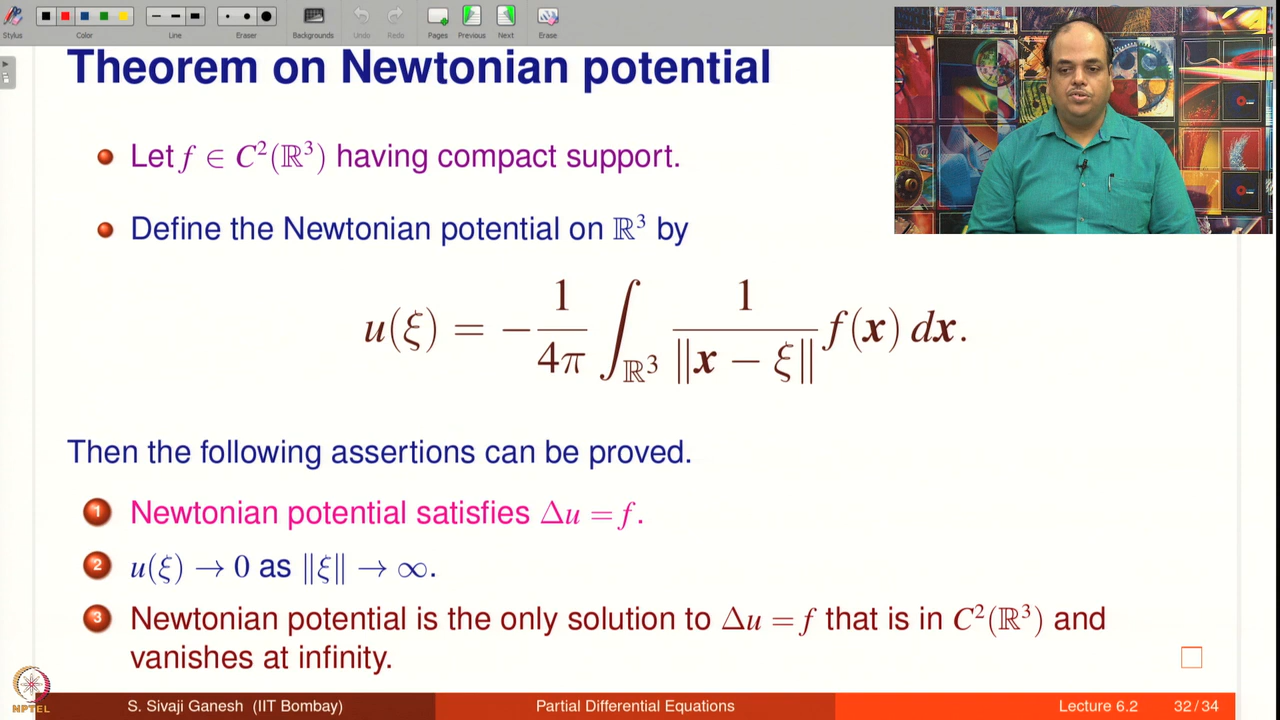 Stylus Color Line Eraser Backgrounds Undo Redo Pages Previous Next Erase
Theorem on Newtonian potential
Let f ∈ C²(ℝ³) having compact support.
Define the Newtonian potential on ℝ³ by
u(ξ) = −\frac{1}{4π} ∫_{ℝ³} \frac{1}{‖x − ξ‖} f(x) dx.
Then the following assertions can be proved.
1 Newtonian potential satisfies Δu = f.
2 u(ξ) → 0 as ‖ξ‖ → ∞.
3 Newtonian potential is the only solution to Δu = f that is in C²(ℝ³) and
vanishes at infinity.
NPTEL
S. Sivaji Ganesh (IIT Bombay) Partial Differential Equations Lecture 6.2 32/34